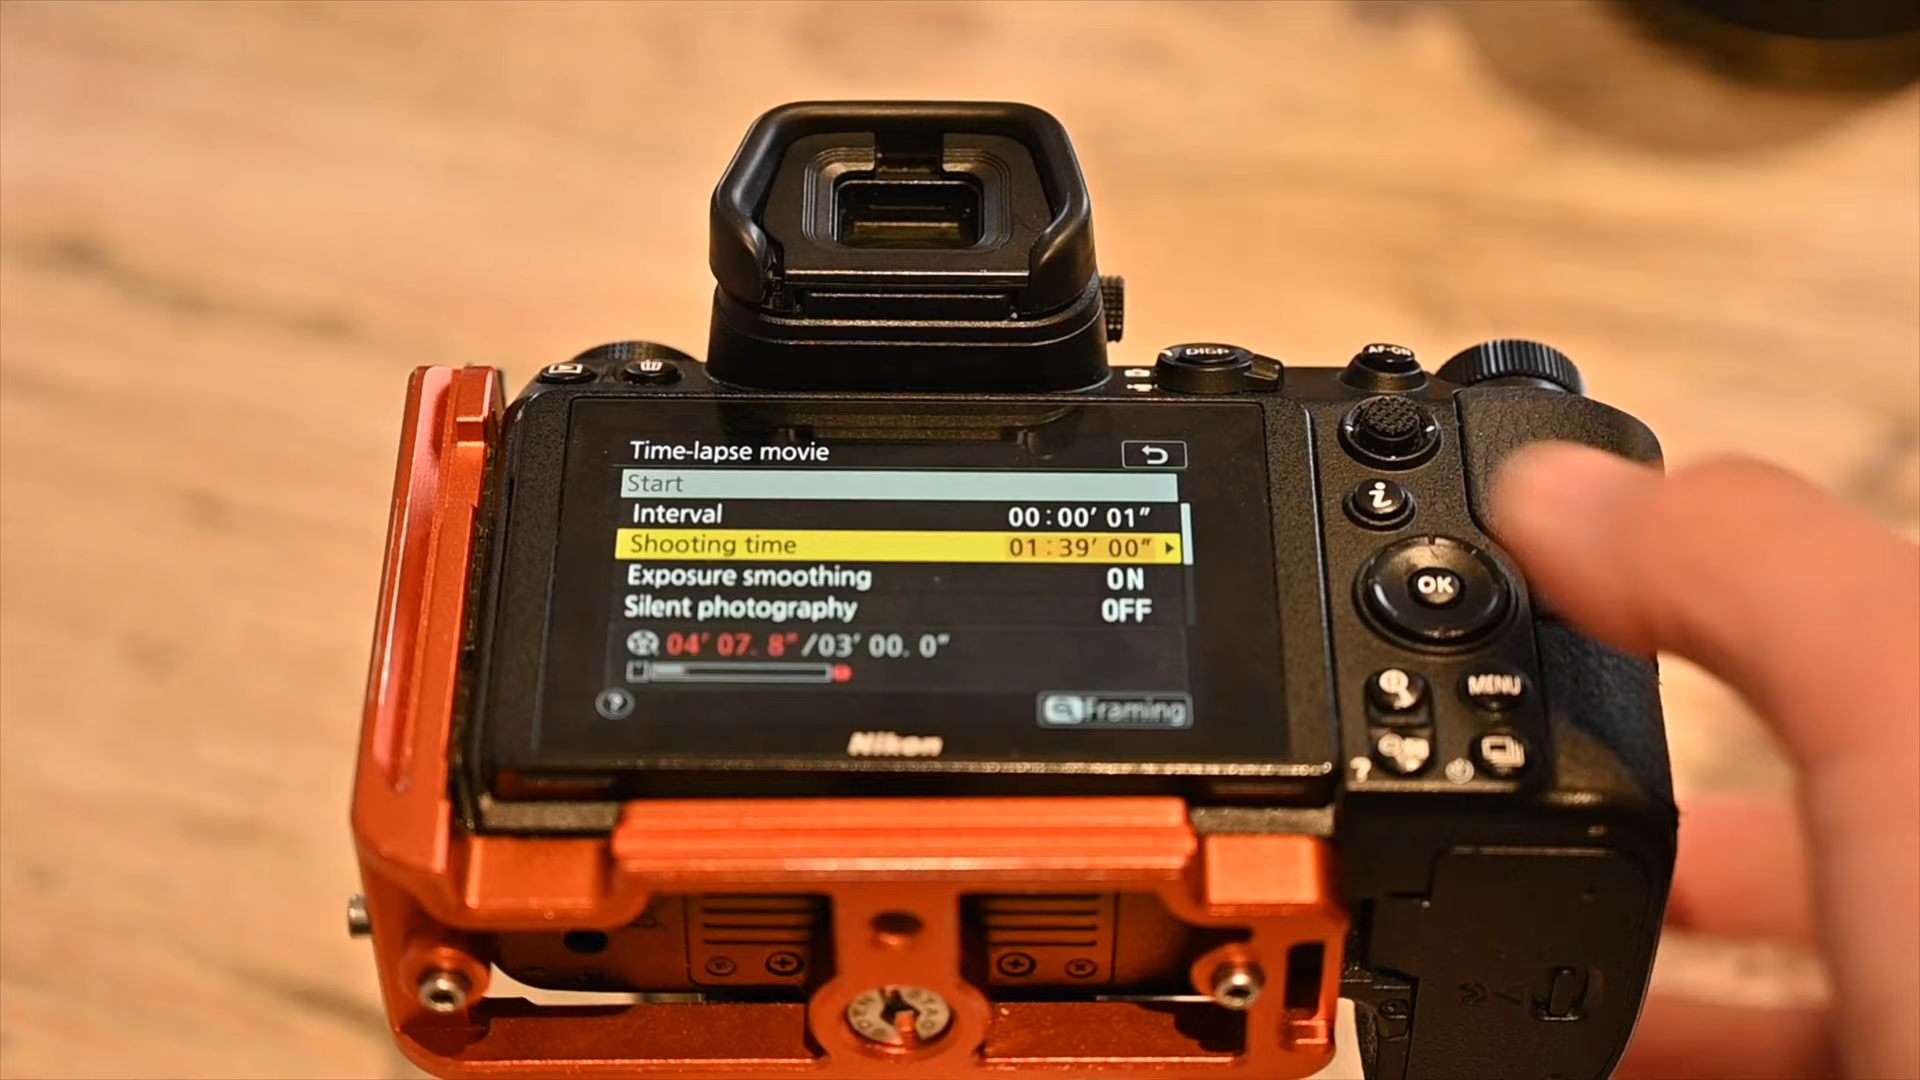 DISP
AF-ON
Time-lapse movie
Start
Interval 00:00' 01"
Shooting time 01:39' 00"
Exposure smoothing ON
Silent photography OFF
04' 07. 8" /03' 00. 0"
? Framing
Nikon
i
OK
MENU
?